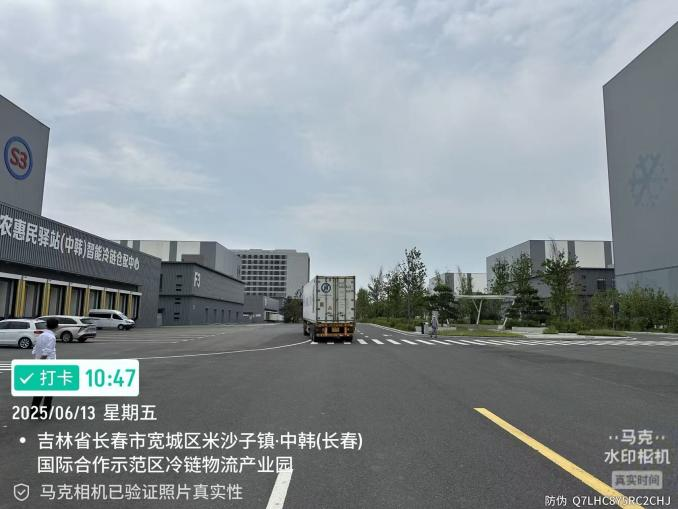 S3
农惠民驿站(中韩)智能冷链仓配中心
F3
打卡 10:47
2025/06/13 星期五
吉林省长春市宽城区米沙子镇·中韩(长春)
国际合作示范区冷链物流产业园
马克相机已验证照片真实性
马克
水印相机
真实时间
防伪 Q7LHC8Y5RC2CHJ